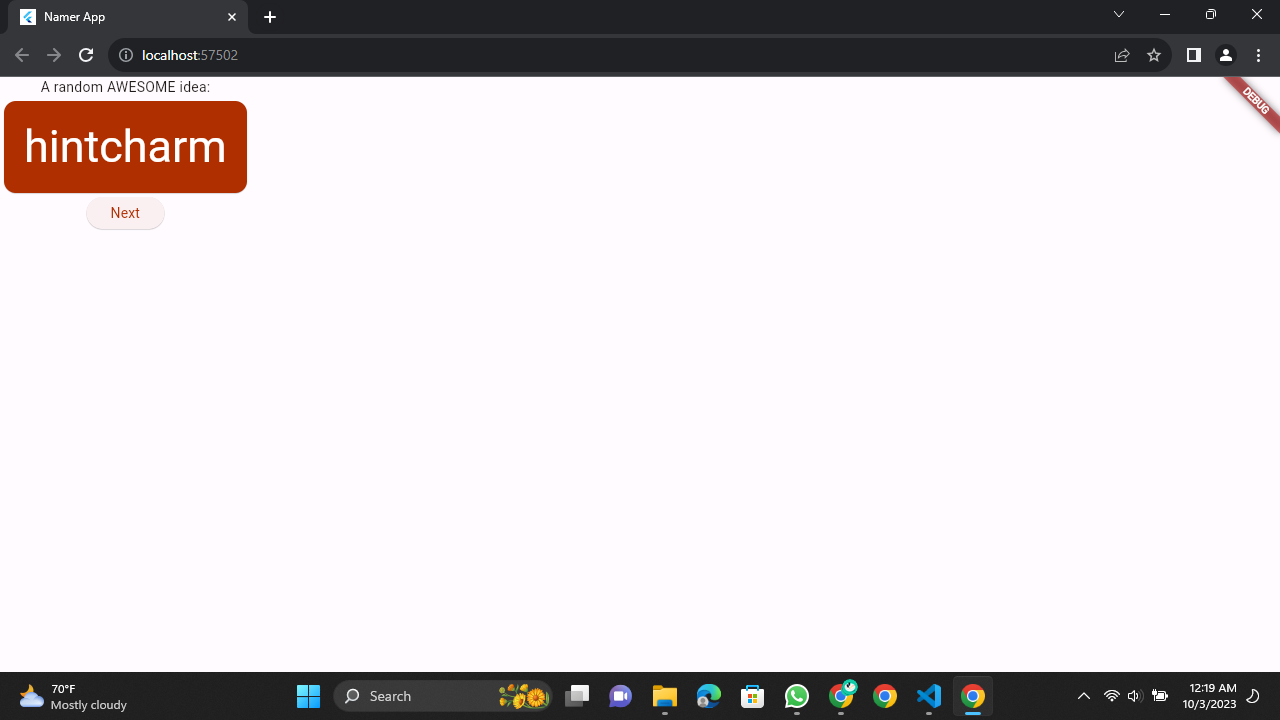 Namer App
localhost:57502
A random AWESOME idea:
DEBUG
hintcharm
Next
70°F
Mostly cloudy
Search
12:19 AM
10/3/2023